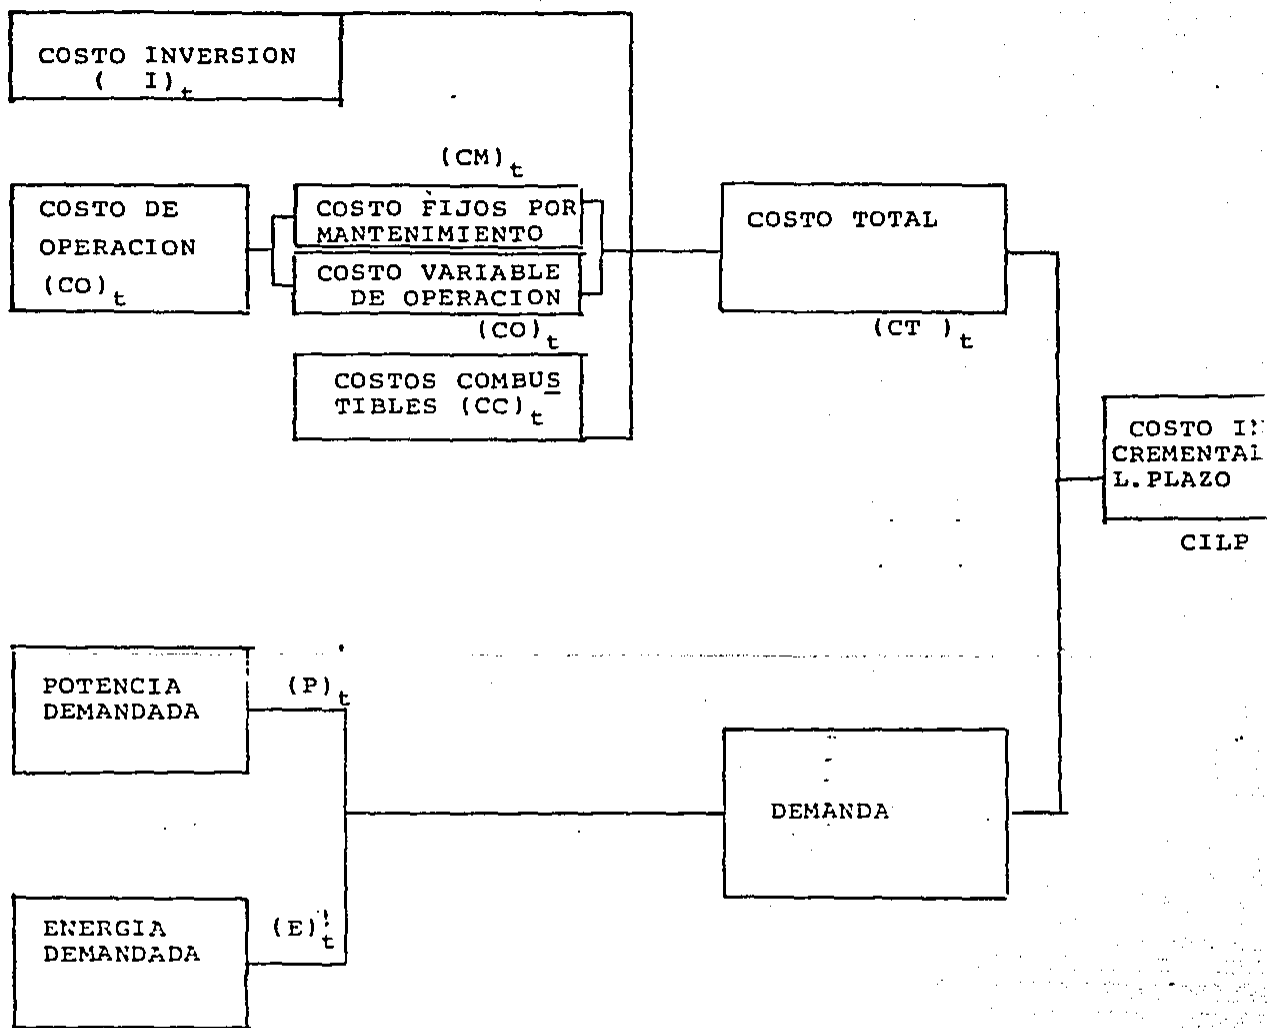 COSTO INVERSION
( I)t
(CM)t
COSTO DE
OPERACION
(CO)t
COSTO FIJOS POR
MANTENIMIENTO
COSTO VARIABLE
DE OPERACION
(CO)t
COSTOS COMBUS
TIBLES (CC)t
COSTO TOTAL
(CT )t
COSTO
CREMENTAL
L.PLAZO
CILP
POTENCIA
DEMANDADA
(P)t
DEMANDA
ENERGIA
DEMANDADA
(E)t